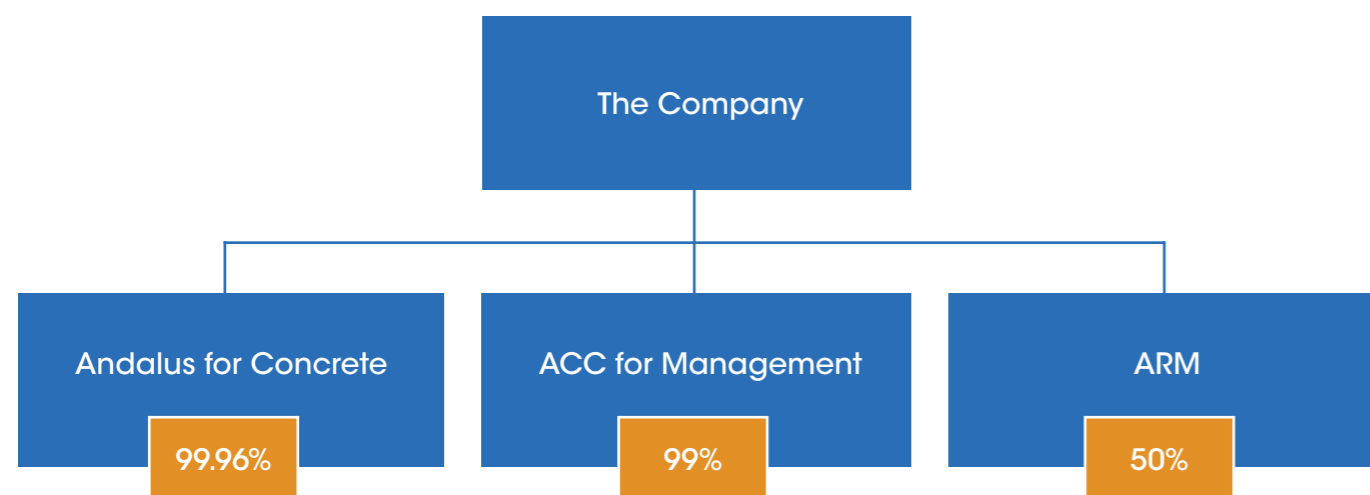 The Company
Andalus for Concrete
ACC for Management
ARM
99.96%
99%
50%